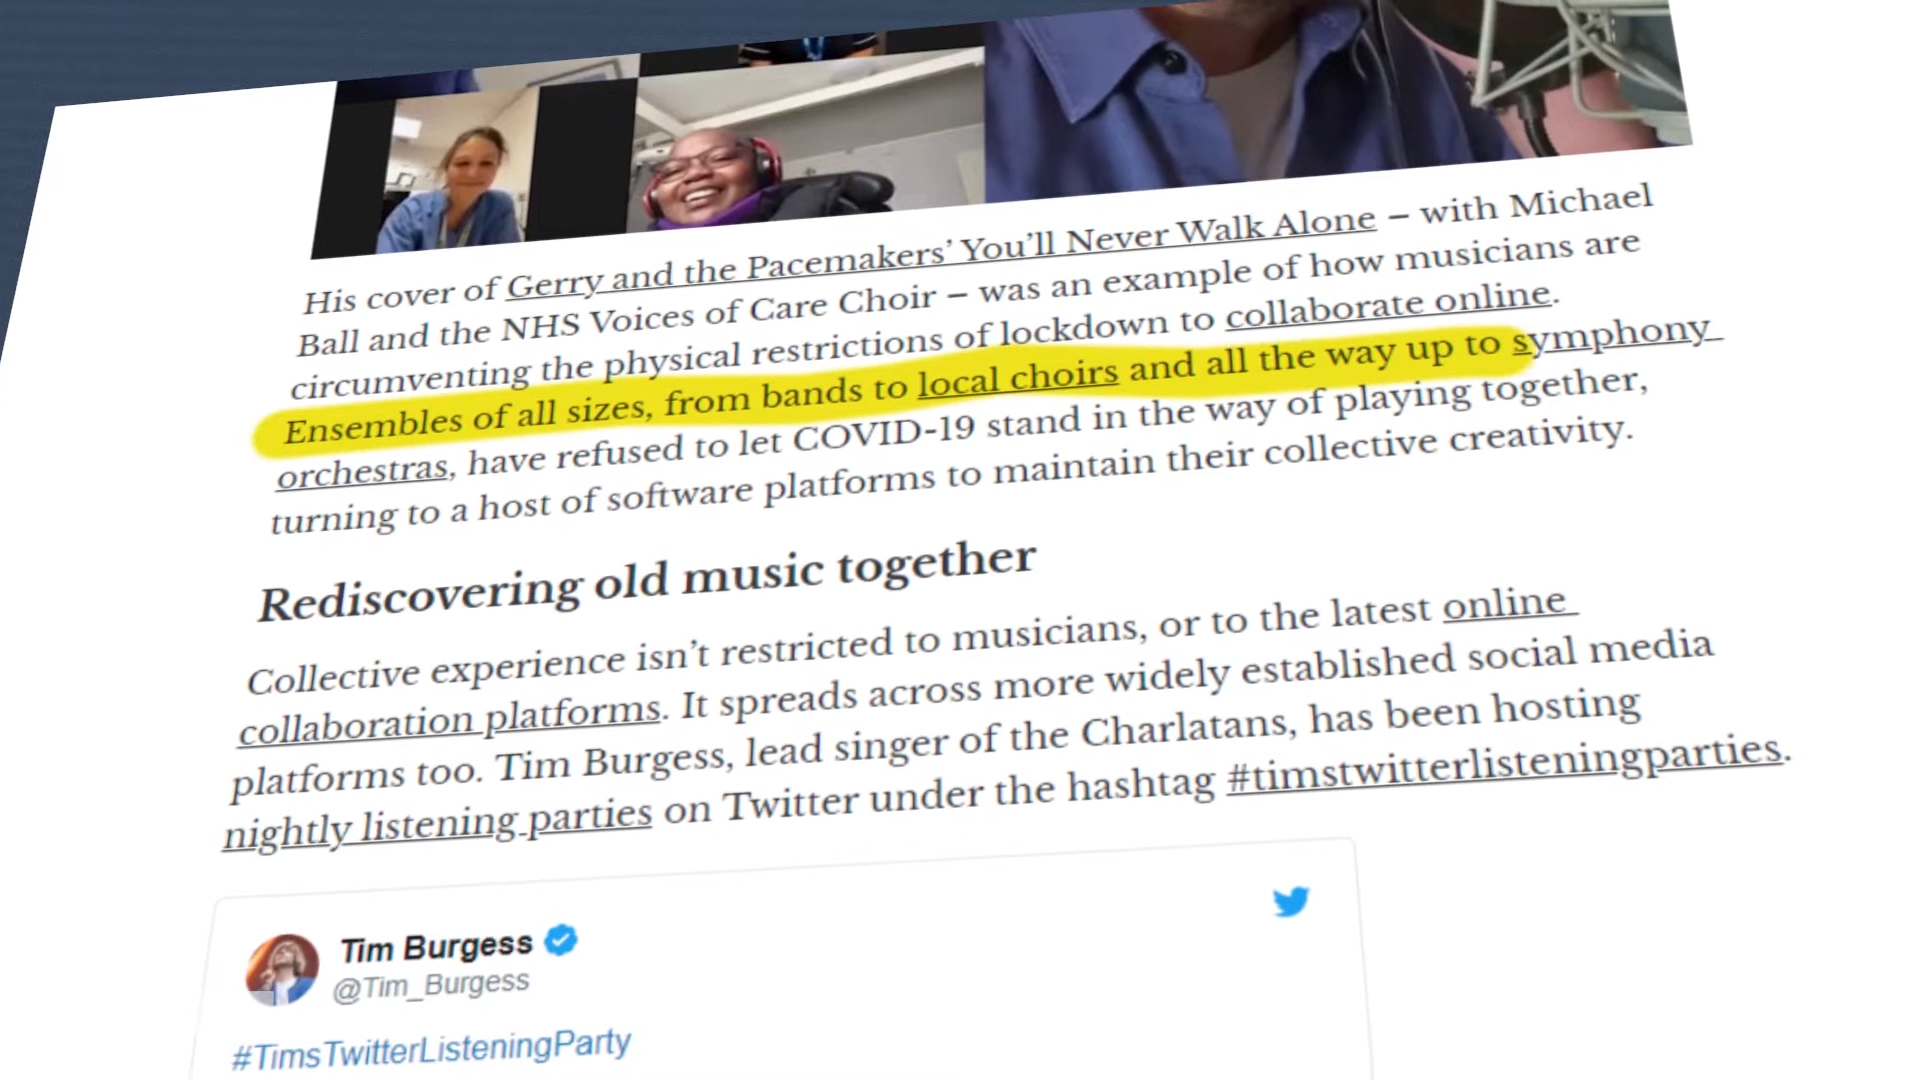 His cover of Gerry and the Pacemakers’ You’ll Never Walk Alone – with Michael
Ball and the NHS Voices of Care Choir – was an example of how musicians are
circumventing the physical restrictions of lockdown to collaborate online.
Ensembles of all sizes, from bands to local choirs and all the way up to symphony
orchestras, have refused to let COVID-19 stand in the way of playing together,
turning to a host of software platforms to maintain their collective creativity.
Rediscovering old music together
Collective experience isn’t restricted to musicians, or to the latest online
collaboration platforms. It spreads across more widely established social media
platforms too. Tim Burgess, lead singer of the Charlatans, has been hosting
nightly listening parties on Twitter under the hashtag #timstwitterlisteningparties.
Tim Burgess
@Tim_Burgess
#TimsTwitterListeningParty